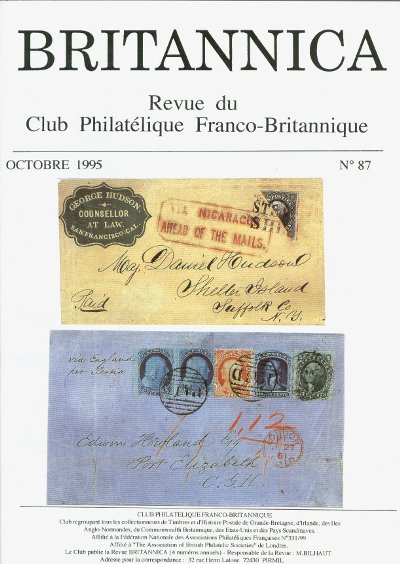 BRITANNICA
Revue du
Club Philatélique Franco-Britannique
OCTOBRE 1995
N° 87
GEORGE HUDSON
COUNSELLOR
AT LAW.
SAN FRANCISCO-CAL.
VIA NICARAGUA
AHEAD OF THE MAILS.
Maj. Daniel Hudson
Shelter Island
Suffolk Co
N.Y.
Paid
via England
per Persia
PAID
1,12
Edwin Howland Esq
Port Elizabeth
C.G.H.
CLUB PHILATELIQUE FRANCO-BRITANNIQUE
Club regroupant tous les collectionneurs de Timbres et d'Histoire Postale de Grande-Bretagne, d'Irlande, des Iles
Anglo-Normandes, du Commonwealth Britannique, des Etats-Unis et des Pays Scandinaves.
Affilié à la Fédération Nationale des Associations Philatéliques Françaises N°331/99
Affilié à "The Association of British Philatelic Societies" de Londres.
Le Club publie la Revue BRITANNICA (4 numéros annuels) - Responsable de la Revue : M.BILHAUT
Adresse pour la correspondance : 32 rue Henri Lafosse 72430 PIRMIL